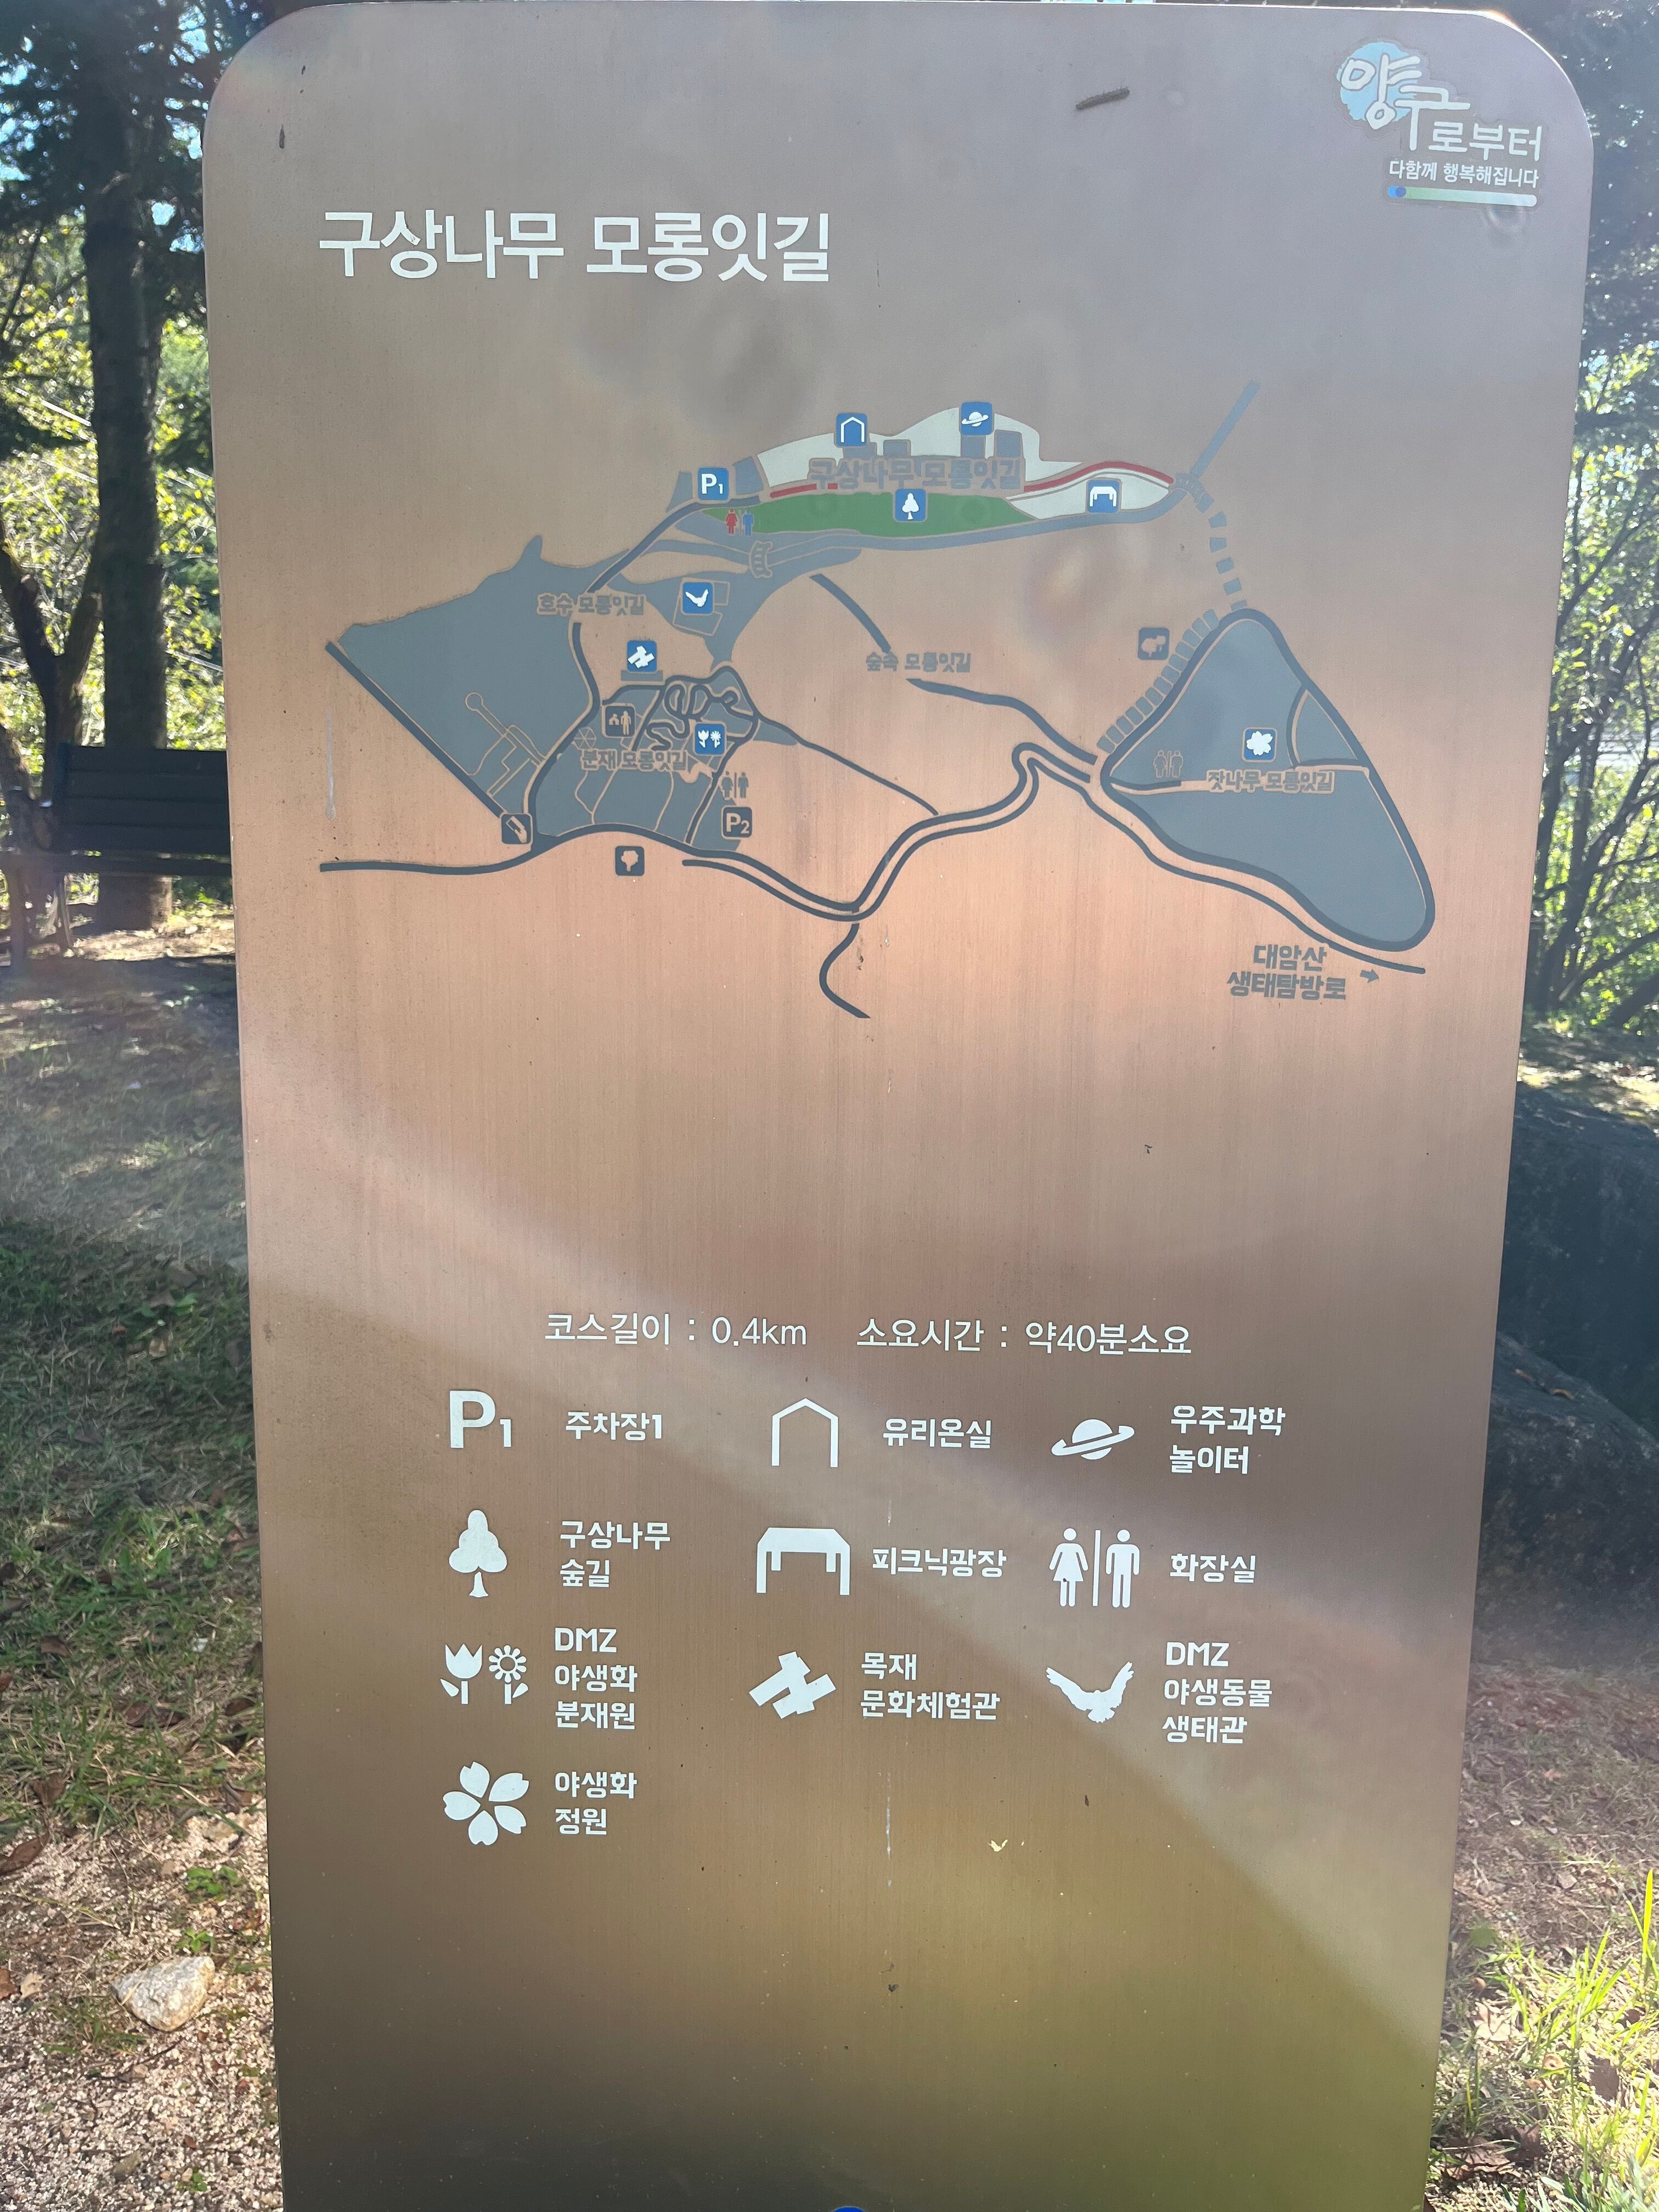 양구로부터
다함께 행복해집니다
구상나무 모롱잇길
P1
구상나무 모롱잇길
호수 모롱잇길
숲속 모롱잇길
분재 모롱잇길
잣나무 모롱잇길
P2
대암산
생태탐방로
코스길이 : 0.4km 소요시간 : 약40분소요
P1 주차장1
유리온실
우주과학
놀이터
구상나무
숲길
피크닉광장
화장실
DMZ
야생화
분재원
목재
문화체험관
DMZ
야생동물
생태관
야생화
정원